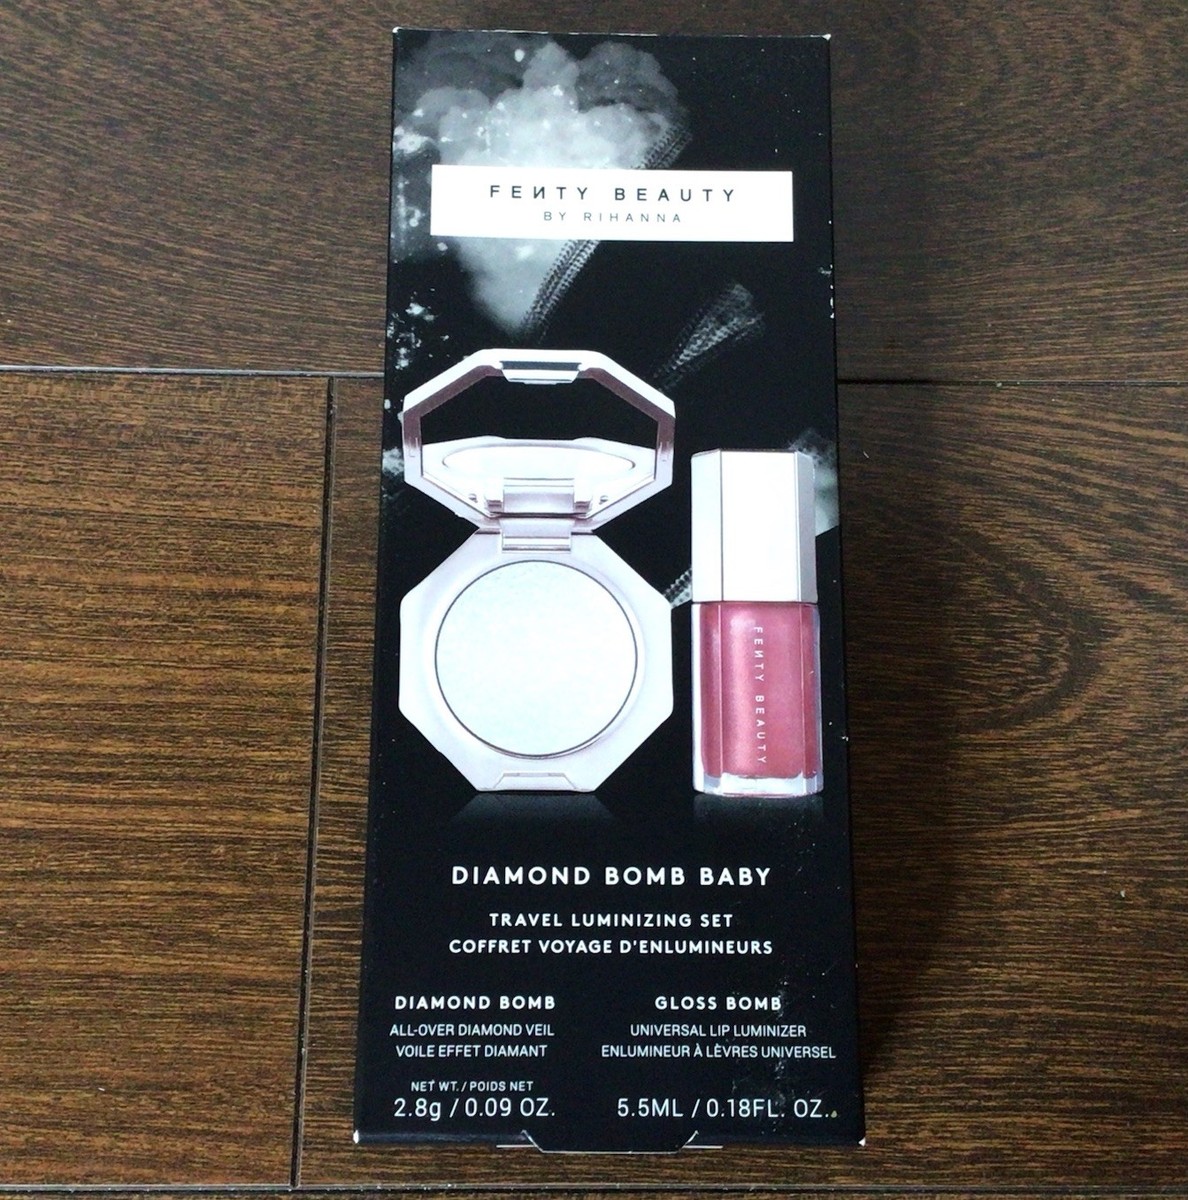 FEИTY BEAUTY
BY RIHANNA
FEИTY BEAUTY
DIAMOND BOMB BABY
TRAVEL LUMINIZING SET
COFFRET VOYAGE D'ENLUMINEURS
DIAMOND BOMB
ALL-OVER DIAMOND VEIL
VOILE EFFET DIAMANT
NET WT. / POIDS NET
2.8g / 0.09 OZ.
GLOSS BOMB
UNIVERSAL LIP LUMINIZER
ENLUMINEUR À LÈVRES UNIVERSEL
5.5ML / 0.18FL. OZ.